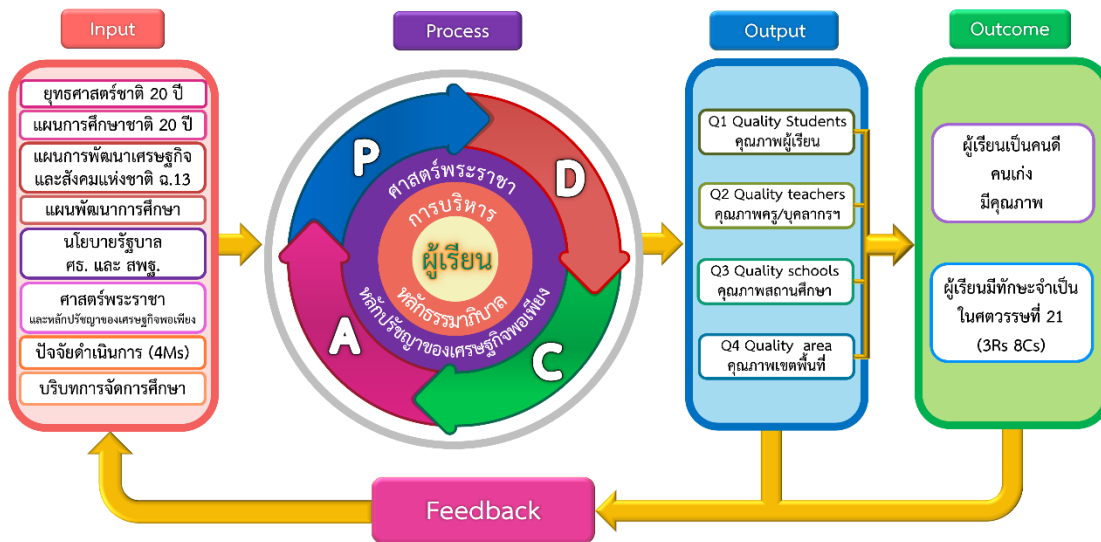 Input
ยุทธศาสตร์ชาติ 20 ปี
แผนการศึกษาชาติ 20 ปี
แผนการพัฒนาเศรษฐกิจ
และสังคมแห่งชาติ ฉ.13
แผนพัฒนาการศึกษา
นโยบายรัฐบาล
ศธ. และ สพฐ.
ศาสตร์พระราชา
และหลักปรัชญาของเศรษฐกิจพอเพียง
ปัจจัยดำเนินการ (4Ms)
บริบทการจัดการศึกษา
Process
P
D
C
A
ศาสตร์พระราชา
หลักปรัชญาของเศรษฐกิจพอเพียง
การบริหาร
หลักธรรมาภิบาล
ผู้เรียน
Output
Q1 Quality Students
คุณภาพผู้เรียน
Q2 Quality teachers
คุณภาพครู/บุคลากรฯ
Q3 Quality schools
คุณภาพสถานศึกษา
Q4 Quality area
คุณภาพเขตพื้นที่
Outcome
ผู้เรียนเป็นคนดี
คนเก่ง
มีคุณภาพ
ผู้เรียนมีทักษะจำเป็น
ในศตวรรษที่ 21
(3Rs 8Cs)
Feedback